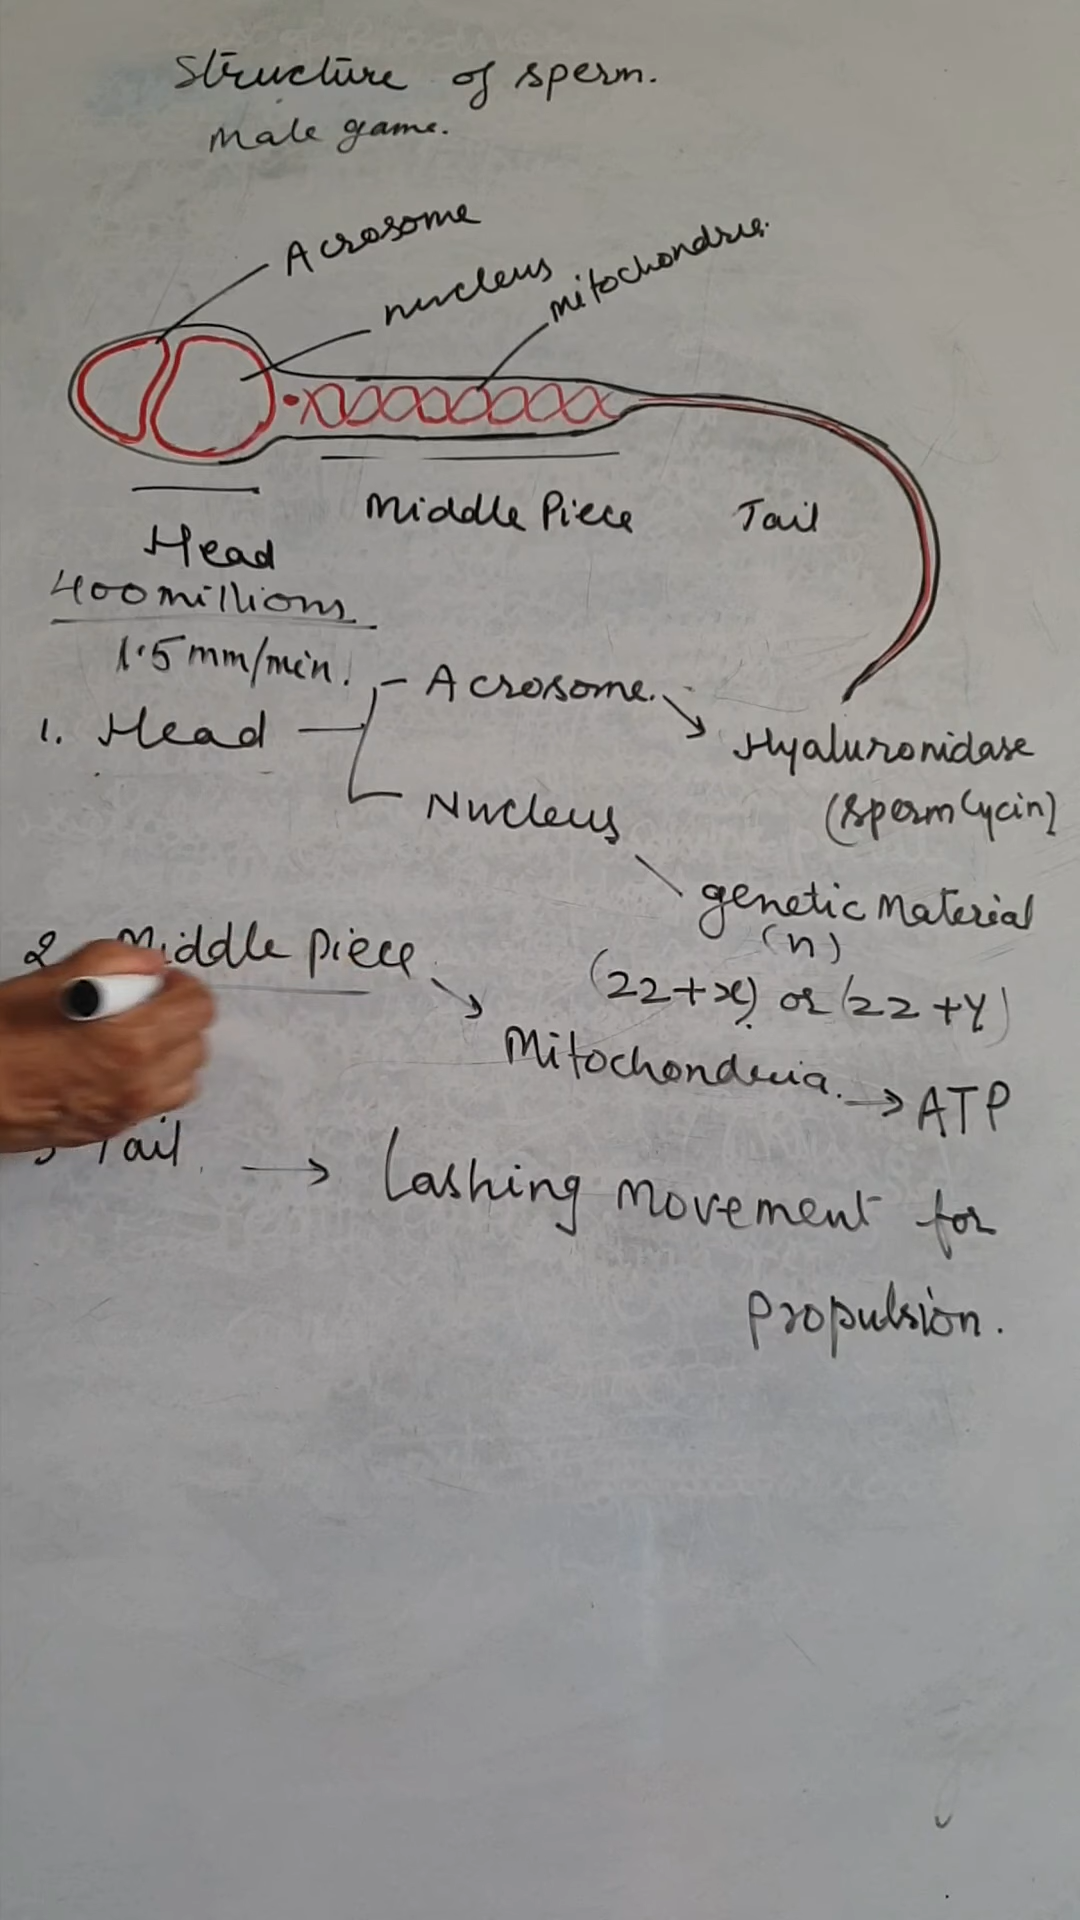 Structure of sperm.
Male game.
Acrosome
nucleus
mitochondria.
Middle Piece
Tail
Head
400 millions
1.5 mm/min.
1. Head
Acrosome.
Hyaluronidase
(sperm lycin)
Nucleus
genetic Material
(n)
(22+x) or (22+y)
2. Middle piece
Mitochondria. → ATP
Tail. → Lashing movement for
propulsion.